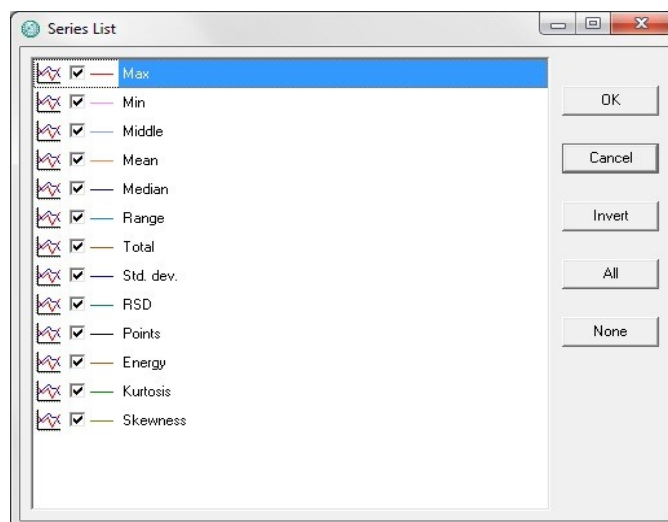 Series List
Max
Min
Middle
Mean
Median
Range
Total
Std. dev.
RSD
Points
Energy
Kurtosis
Skewness
OK
Cancel
Invert
All
None